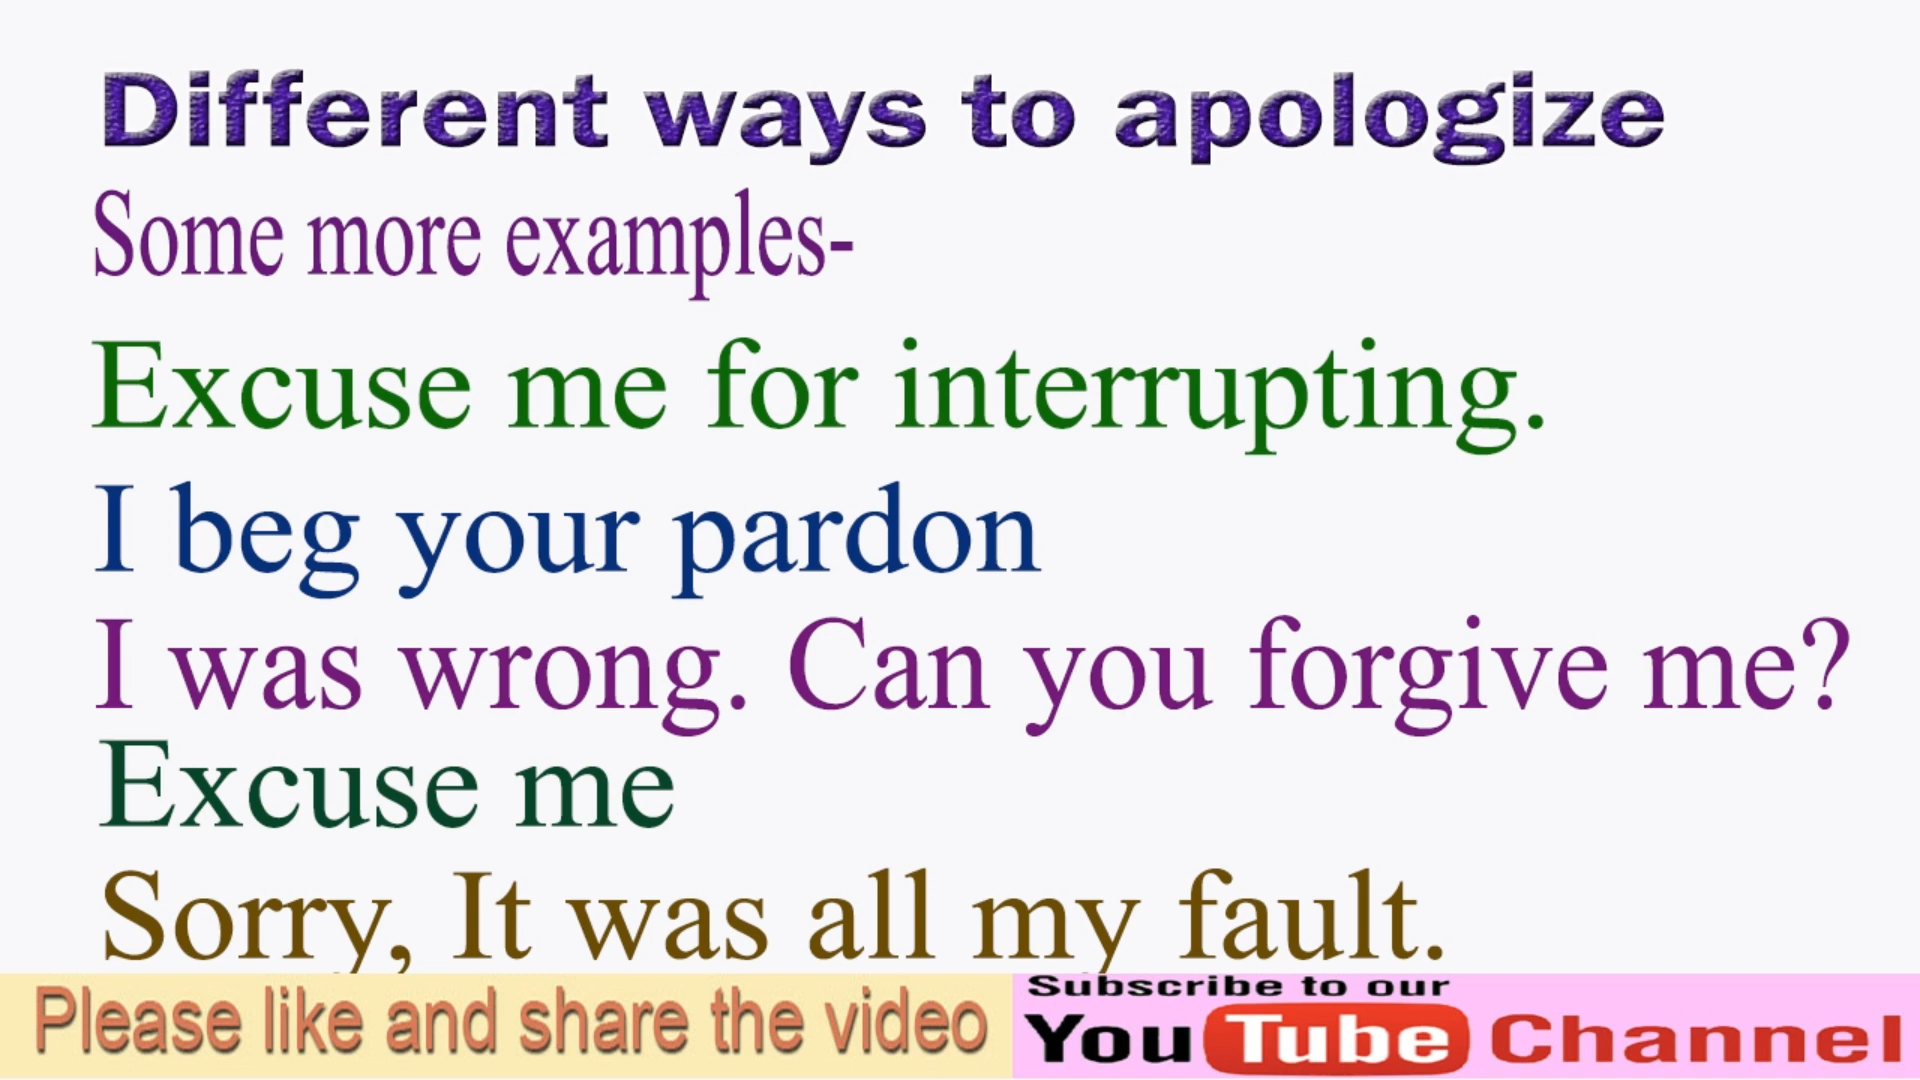 Different ways to apologize
Some more examples-
Excuse me for interrupting.
I beg your pardon
I was wrong. Can you forgive me?
Excuse me
Sorry, It was all my fault.
Please like and share the video
Subscribe to our
YouTube Channel